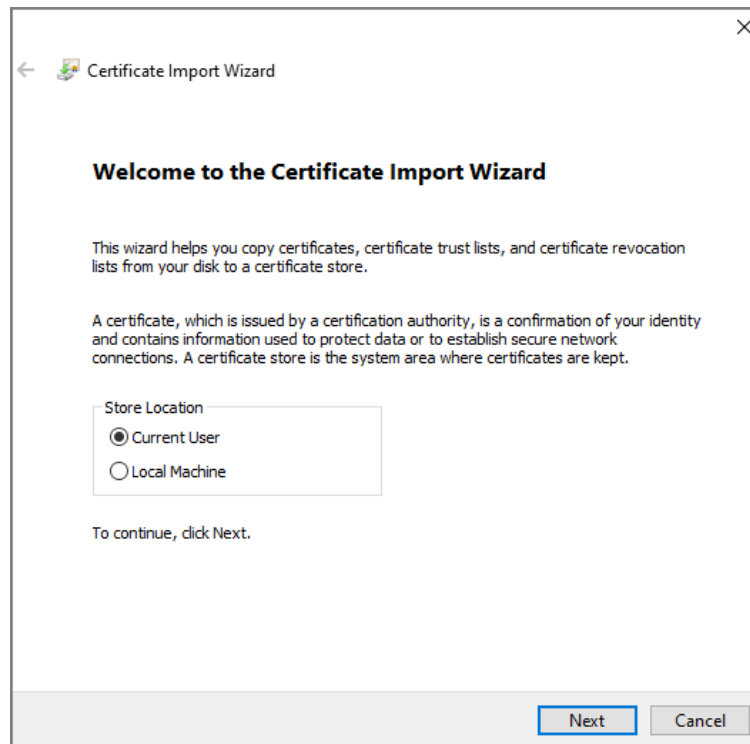 Certificate Import Wizard
Welcome to the Certificate Import Wizard
This wizard helps you copy certificates, certificate trust lists, and certificate revocation
lists from your disk to a certificate store.
A certificate, which is issued by a certification authority, is a confirmation of your identity
and contains information used to protect data or to establish secure network
connections. A certificate store is the system area where certificates are kept.
Store Location
Current User
Local Machine
To continue, click Next.
Next Cancel